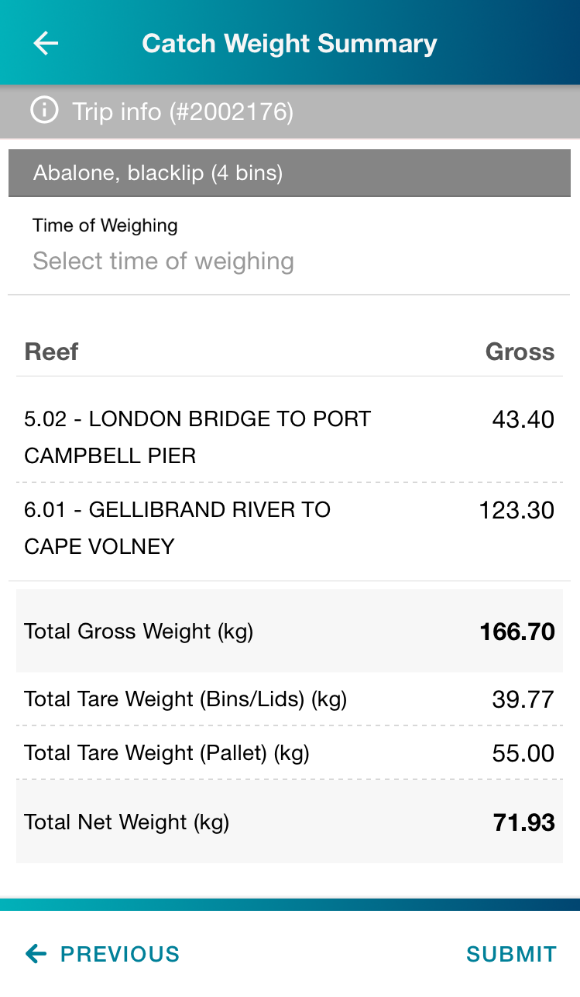 Catch Weight Summary
Trip info (#2002176)
Abalone, blacklip (4 bins)
Time of Weighing
Select time of weighing
Reef Gross
5.02 - LONDON BRIDGE TO PORT 43.40
CAMPBELL PIER
6.01 - GELLIBRAND RIVER TO 123.30
CAPE VOLNEY
Total Gross Weight (kg) 166.70
Total Tare Weight (Bins/Lids) (kg) 39.77
Total Tare Weight (Pallet) (kg) 55.00
Total Net Weight (kg) 71.93
PREVIOUS SUBMIT